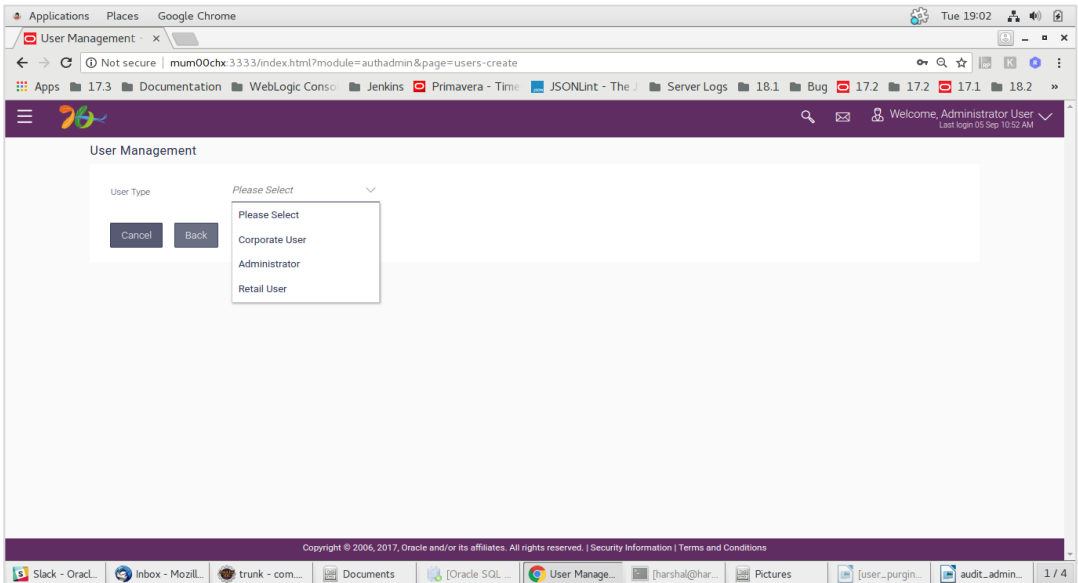 Applications Places Google Chrome Tue 19:02
User Management -
Not secure | mum00chx:3333/index.html?module=authadmin&page=users-create
Apps 17.3 Documentation WebLogic Conso Jenkins Primavera - Time JSONLint - The J Server Logs 18.1 Bug 17.2 17.2 17.1 18.2 »
Welcome, Administrator User
Last login 05 Sep 10:52 AM
User Management
User Type Please Select
Please Select
Cancel Back
Corporate User
Administrator
Retail User
Copyright © 2006, 2017, Oracle and/or its affiliates. All rights reserved. | Security Information | Terms and Conditions
Slack - Oracl... Inbox - Mozill... trunk - com.... Documents [Oracle SQL ... User Manage... [harshal@har... Pictures [user_purgin... audit_admin... 1 / 4